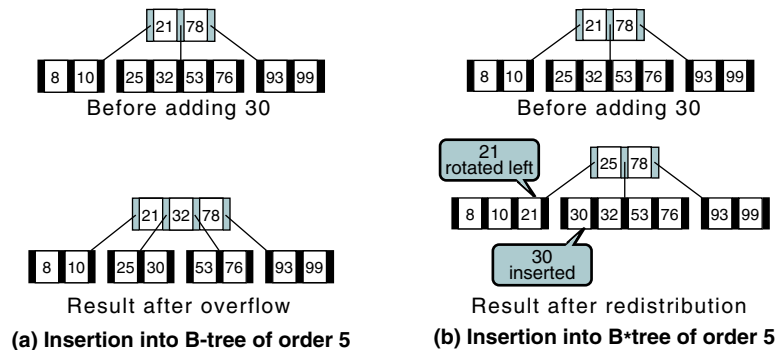 21 78
8 10 25 32 53 76 93 99
Before adding 30
21 32 78
8 10 25 30 53 76 93 99
Result after overflow
(a) Insertion into B-tree of order 5
21 78
8 10 25 32 53 76 93 99
Before adding 30
21
rotated left
25 78
8 10 21 30 32 53 76 93 99
30
inserted
Result after redistribution
(b) Insertion into B*tree of order 5